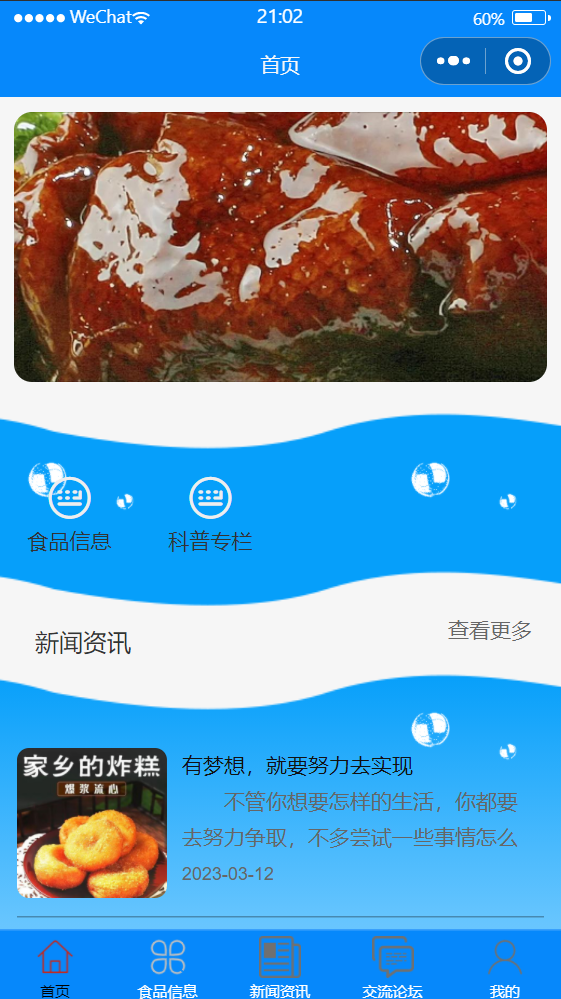 WeChat
21:02
60%
首页
食品信息
科普专栏
新闻资讯
查看更多
家乡的炸糕
爆浆流心
有梦想，就要努力去实现
不管你想要怎样的生活，你都要
去努力争取，不多尝试一些事情怎么
2023-03-12
首页
食品信息
新闻资讯
交流论坛
我的